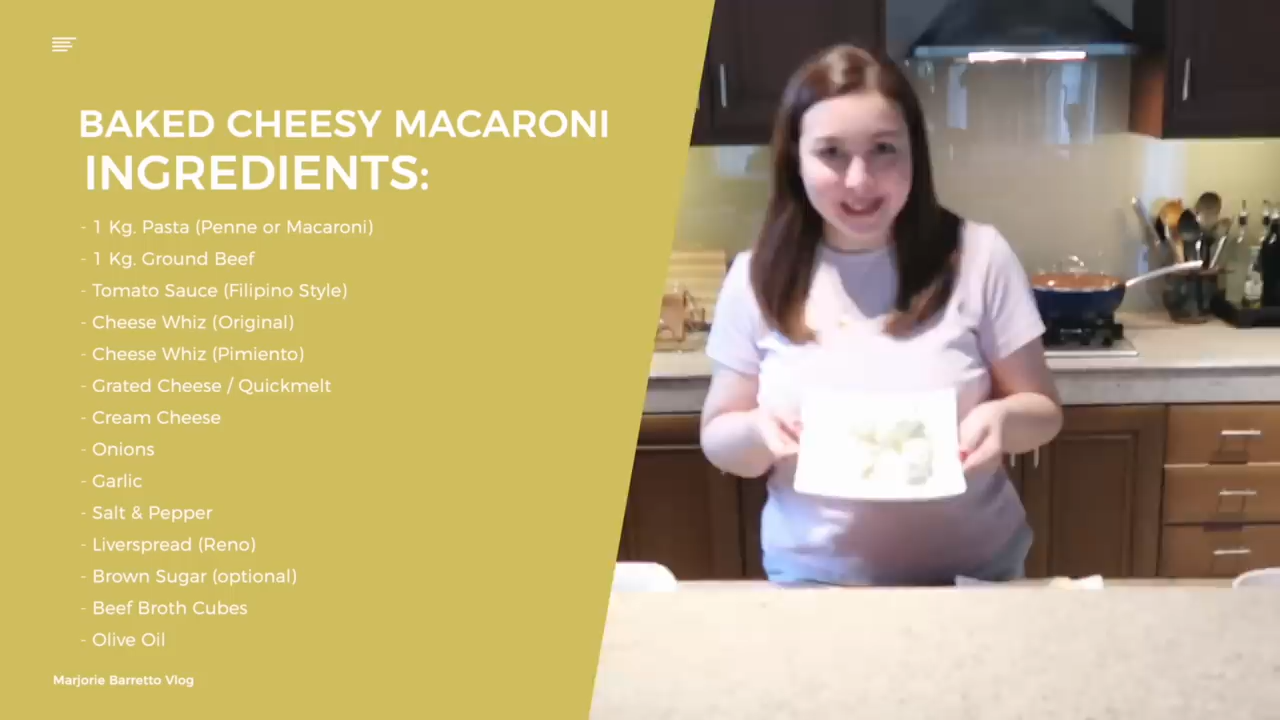 BAKED CHEESY MACARONI
INGREDIENTS:
- 1 Kg. Pasta (Penne or Macaroni)
- 1 Kg. Ground Beef
- Tomato Sauce (Filipino Style)
- Cheese Whiz (Original)
- Cheese Whiz (Pimiento)
- Grated Cheese / Quickmelt
- Cream Cheese
- Onions
- Garlic
- Salt & Pepper
- Liverspread (Reno)
- Brown Sugar (optional)
- Beef Broth Cubes
- Olive Oil
Marjorie Barretto Vlog